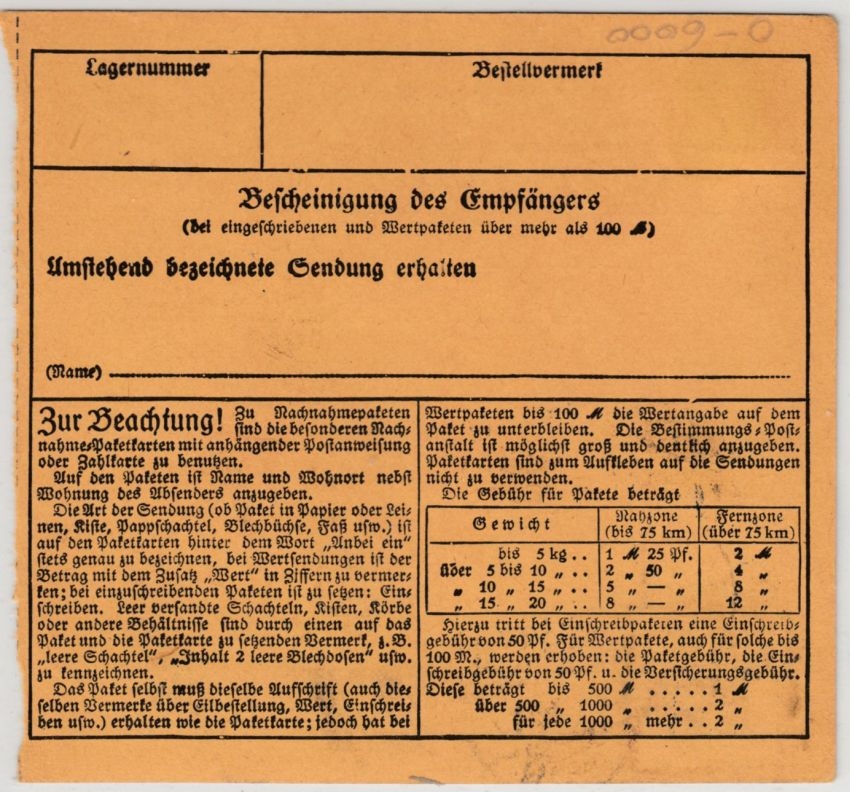 0009-0
Lagernummer
Bestellvermerk
Bescheinigung des Empfängers
(bei eingeschriebenen und Wertpaketen über mehr als 100 ℳ)
Umstehend bezeichnete Sendung erhalten
(Name)
Zur Beachtung! Zu Nachnahmepaketen
sind die besonderen Nach-
nahme-Paketkarten mit anhängender Postanweisung
oder Zahlkarte zu benutzen.
Auf den Paketen ist Name und Wohnort nebst
Wohnung des Absenders anzugeben.
Die Art der Sendung (ob Paket in Papier oder Lei-
nen, Kiste, Pappschachtel, Blechbüchse, Faß usw.) ist
auf den Paketkarten hinter dem Wort „Anbei ein“
stets genau zu bezeichnen, bei Wertsendungen ist der
Betrag mit dem Zusatz „Wert“ in Ziffern zu vermer-
ken; bei einzuschreibenden Paketen ist zu setzen: Ein-
schreiben. Leer versandte Schachteln, Kisten, Körbe
oder andere Behältnisse sind durch einen auf das
Paket und die Paketkarte zu setzenden Vermerk, z.B.
„leere Schachtel“, „Inhalt 2 leere Blechdosen“ usw.
zu kennzeichnen.
Das Paket selbst muß dieselbe Aufschrift (auch die-
selben Vermerke über Eilbestellung, Wert, Einschrei-
ben usw.) erhalten wie die Paketkarte; jedoch hat bei
Wertpaketen bis 100 ℳ die Wertangabe auf dem
Paket zu unterbleiben. Die Bestimmungs-Post-
anstalt ist möglichst groß und deutlich anzugeben.
Paketkarten sind zum Aufkleben auf die Sendungen
nicht zu verwenden.
Die Gebühr für Pakete beträgt
Gewicht Nahzone Fernzone
(bis 75 km) (über 75 km)
bis 5 kg .. 1 ℳ 25 Pf. 2 ℳ
über 5 bis 10 „ .. 2 „ 50 „ 4 „
„ 10 „ 15 „ .. 5 „ — „ 8 „
„ 15 „ 20 „ .. 8 „ — „ 12 „
Hierzu tritt bei Einschreibpaketen eine Einschreib-
gebühr von 50 Pf. Für Wertpakete, auch für solche bis
100 M., werden erhoben: die Paketgebühr, die Ein-
schreibgebühr von 50 Pf. u. die Versicherungsgebühr.
Diese beträgt bis 500 ℳ ..... 1 ℳ
über 500 „ 1000 „ ...... 2 „
für jede 1000 „ mehr .. 2 „